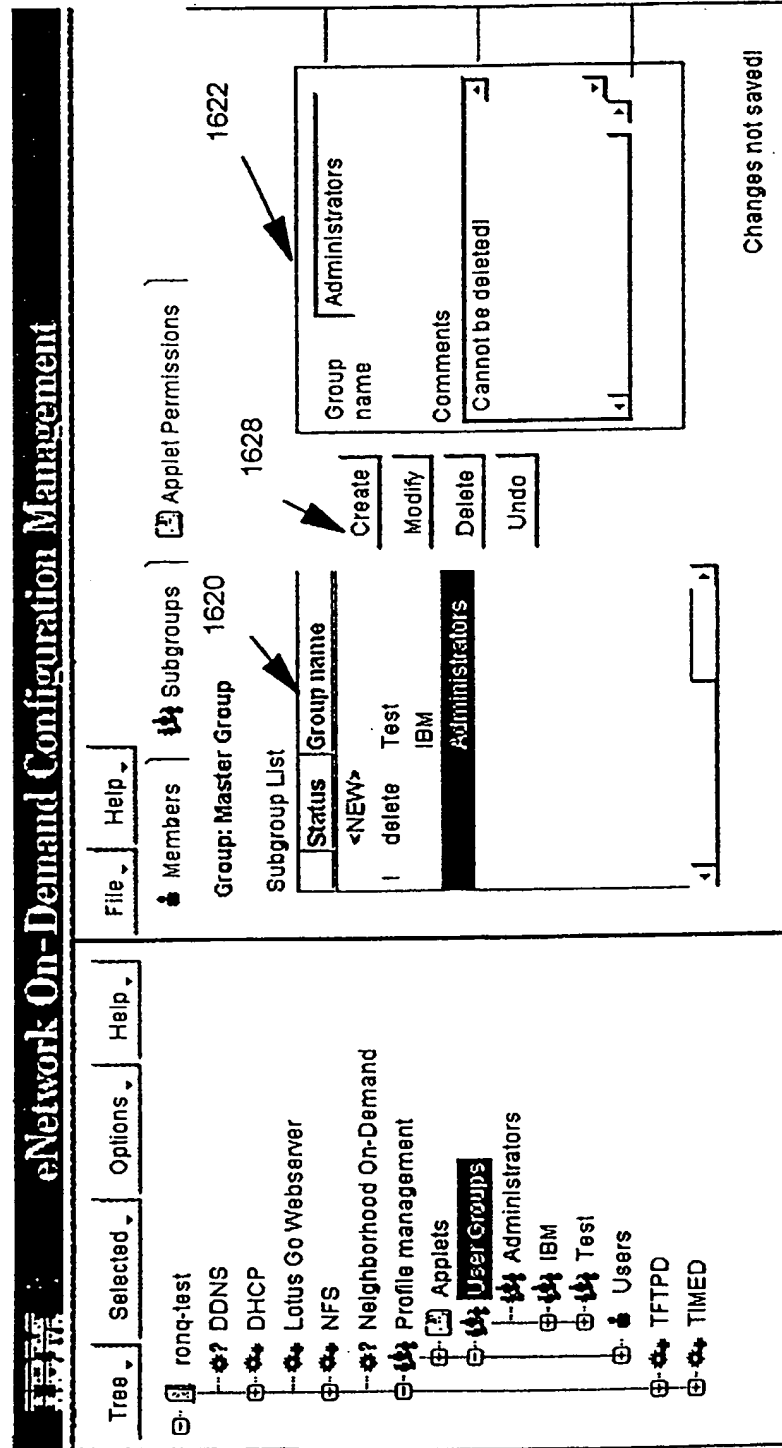 IBM eNetwork On-Demand Configuration Management
Tree Selected Options Help
ronq-test
? DDNS
DHCP
Lotus Go Webserver
NFS
? Neighborhood On-Demand
Profile management
Applets
User Groups
Administrators
IBM
Test
Users
TFTPD
TIMED
File Help
Members Subgroups Applet Permissions
Group: Master Group
1620
1628
1622
Subgroup List
Status Group name
<NEW>
| delete Test
IBM
Administrators
Create
Modify
Delete
Undo
Group name
Administrators
Comments
Cannot be deleted!
Changes not saved!